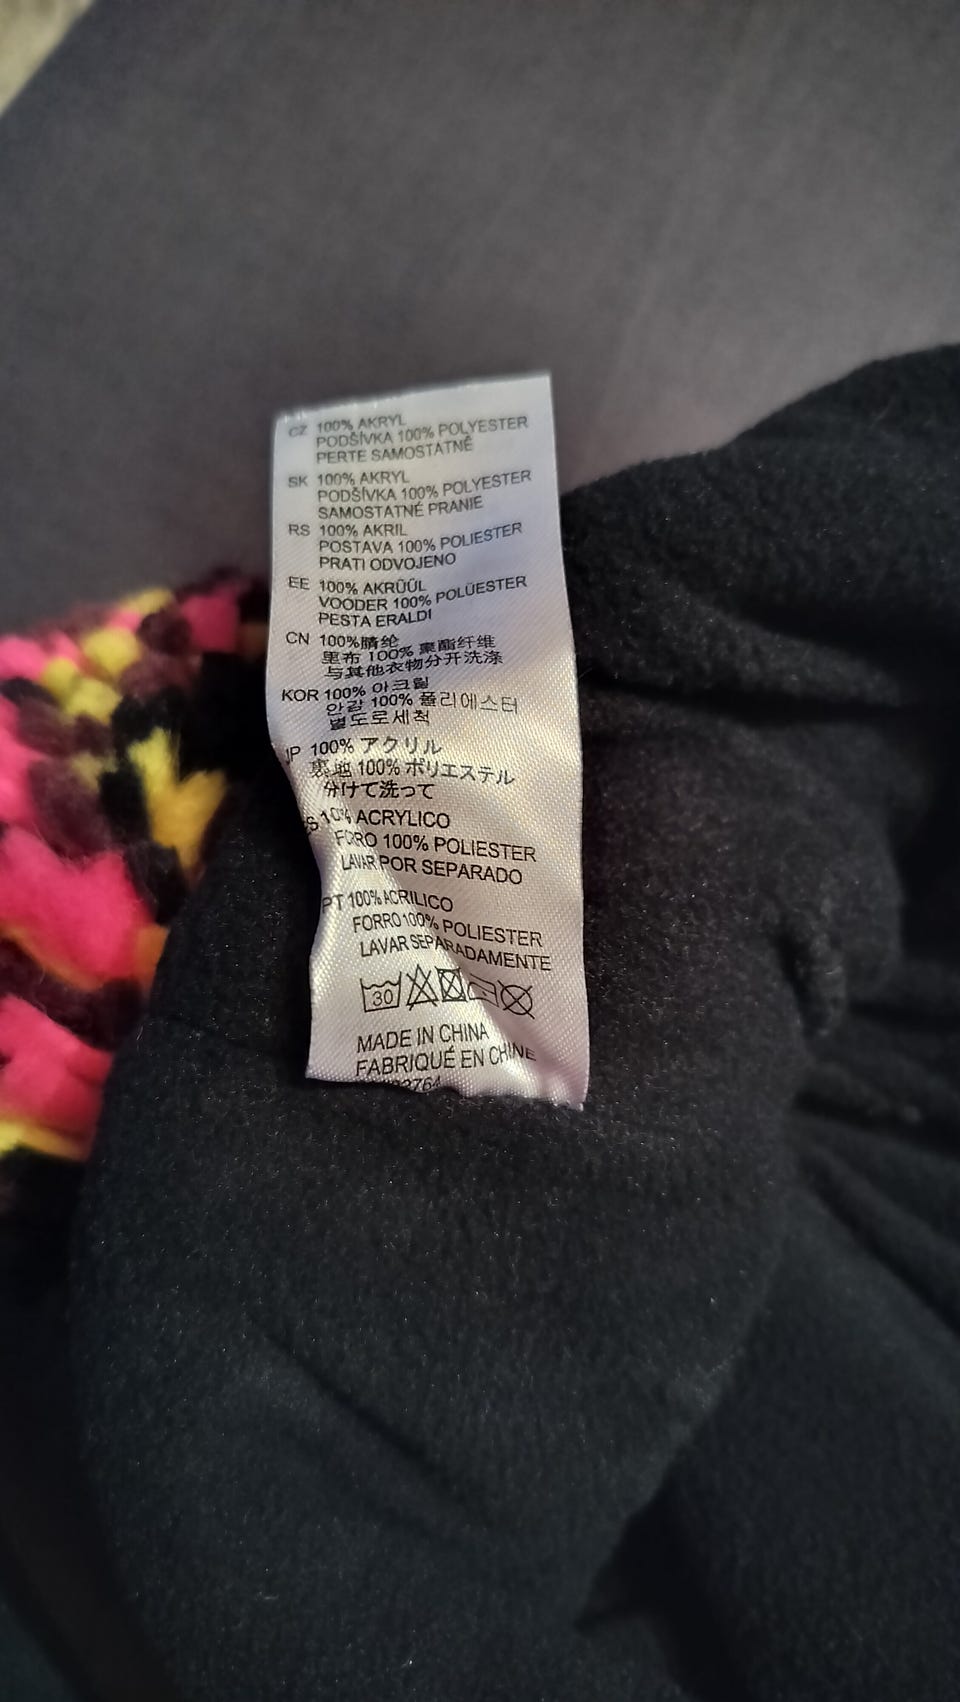 CZ 100% AKRYL
PODŠÍVKA 100% POLYESTER
PERTE SAMOSTATNĚ
SK 100% AKRYL
PODŠÍVKA 100% POLYESTER
SAMOSTATNÉ PRANIE
RS 100% AKRIL
POSTAVA 100% POLIESTER
PRATI ODVOJENO
EE 100% AKRÜÜL
VOODER 100% POLÜESTER
PESTA ERALDI
CN 100%腈纶
里布 100% 聚酯纤维
与其他衣物分开洗涤
KOR 100% 아크릴
안감 100% 폴리에스터
별도로세척
JP 100% アクリル
裏地 100% ポリエステル
分けて洗って
ACRYLICO
FORRO 100% POLIESTER
LAVAR POR SEPARADO
PT 100% ACRILICO
FORRO 100% POLIESTER
LAVAR SEPARADAMENTE
30
MADE IN CHINA
FABRIQUÉ EN CHINE